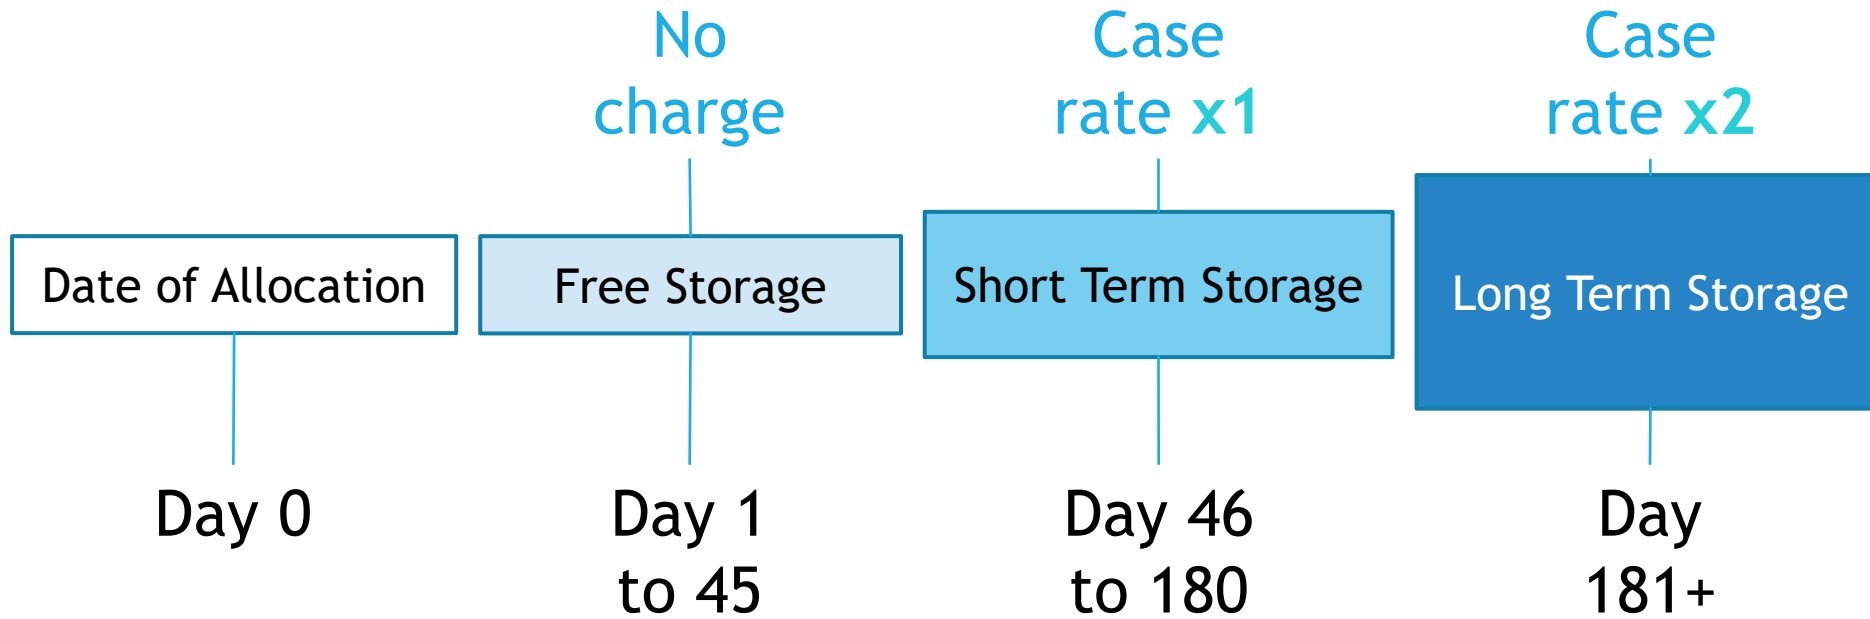 No
charge
Case
rate x1
Case
rate x2
Date of Allocation
Free Storage
Short Term Storage
Long Term Storage
Day 0
Day 1
to 45
Day 46
to 180
Day
181+